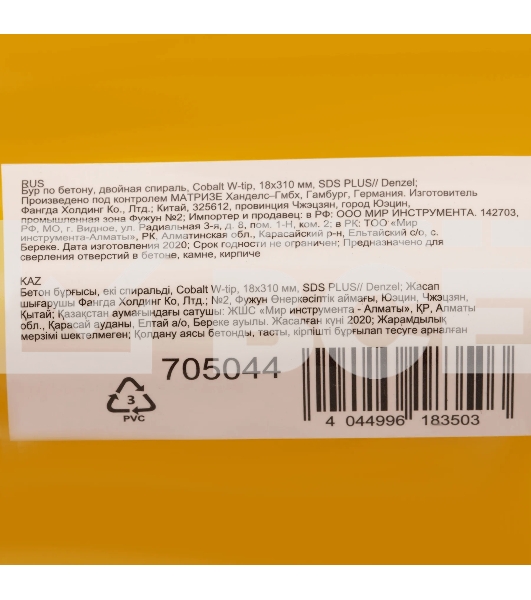 RUS
Бур по бетону, двойная спираль, Cobalt W-tip, 18x310 мм, SDS PLUS// Denzel;
Произведено под контролем МАТРИЗЕ Хандельс–Гмбх, Гамбург, Германия. Изготовитель
Фангда Холдинг Ко., Лтд.; Китай, 325612, провинция Чжэцзян, город Юэцин,
промышленная зона Фужун №2; Импортер и продавец: в РФ: ООО МИР ИНСТРУМЕНТА. 142703,
РФ, МО, г. Видное, ул. Радиальная 3-я, д. 8, пом. 1-Н, ком. 2; в РК: ТОО «Мир
инструмента-Алматы», РК, Алматинская обл., Карасайский р-н, Ельтайский с/о, с.
Береке. Дата изготовления 2020; Срок годности не ограничен; Предназначено для
сверления отверстий в бетоне, камне, кирпиче
KAZ
Бетон бұрғысы, екі спиральді, Cobalt W-tip, 18x310 мм, SDS PLUS// Denzel; Жасап
шығарушы Фангда Холдинг Ко, Лтд.; №2, Фужун Өнеркәсіптік аймағы, Юэцин, Чжэцзян,
Қытай; Қазақстан аумағындағы сатушы: ЖШС «Мир инструмента - Алматы», ҚР, Алматы
обл., Қарасай ауданы, Елтай а/о, Береке ауылы. Жасалған күні 2020; Жарамдылық
мерзімі шектелмеген; Қолдану аясы бетонды, тасты, кірпішті бұрғылап тесуге арналған
705044
3
PVC
4 044996 183503